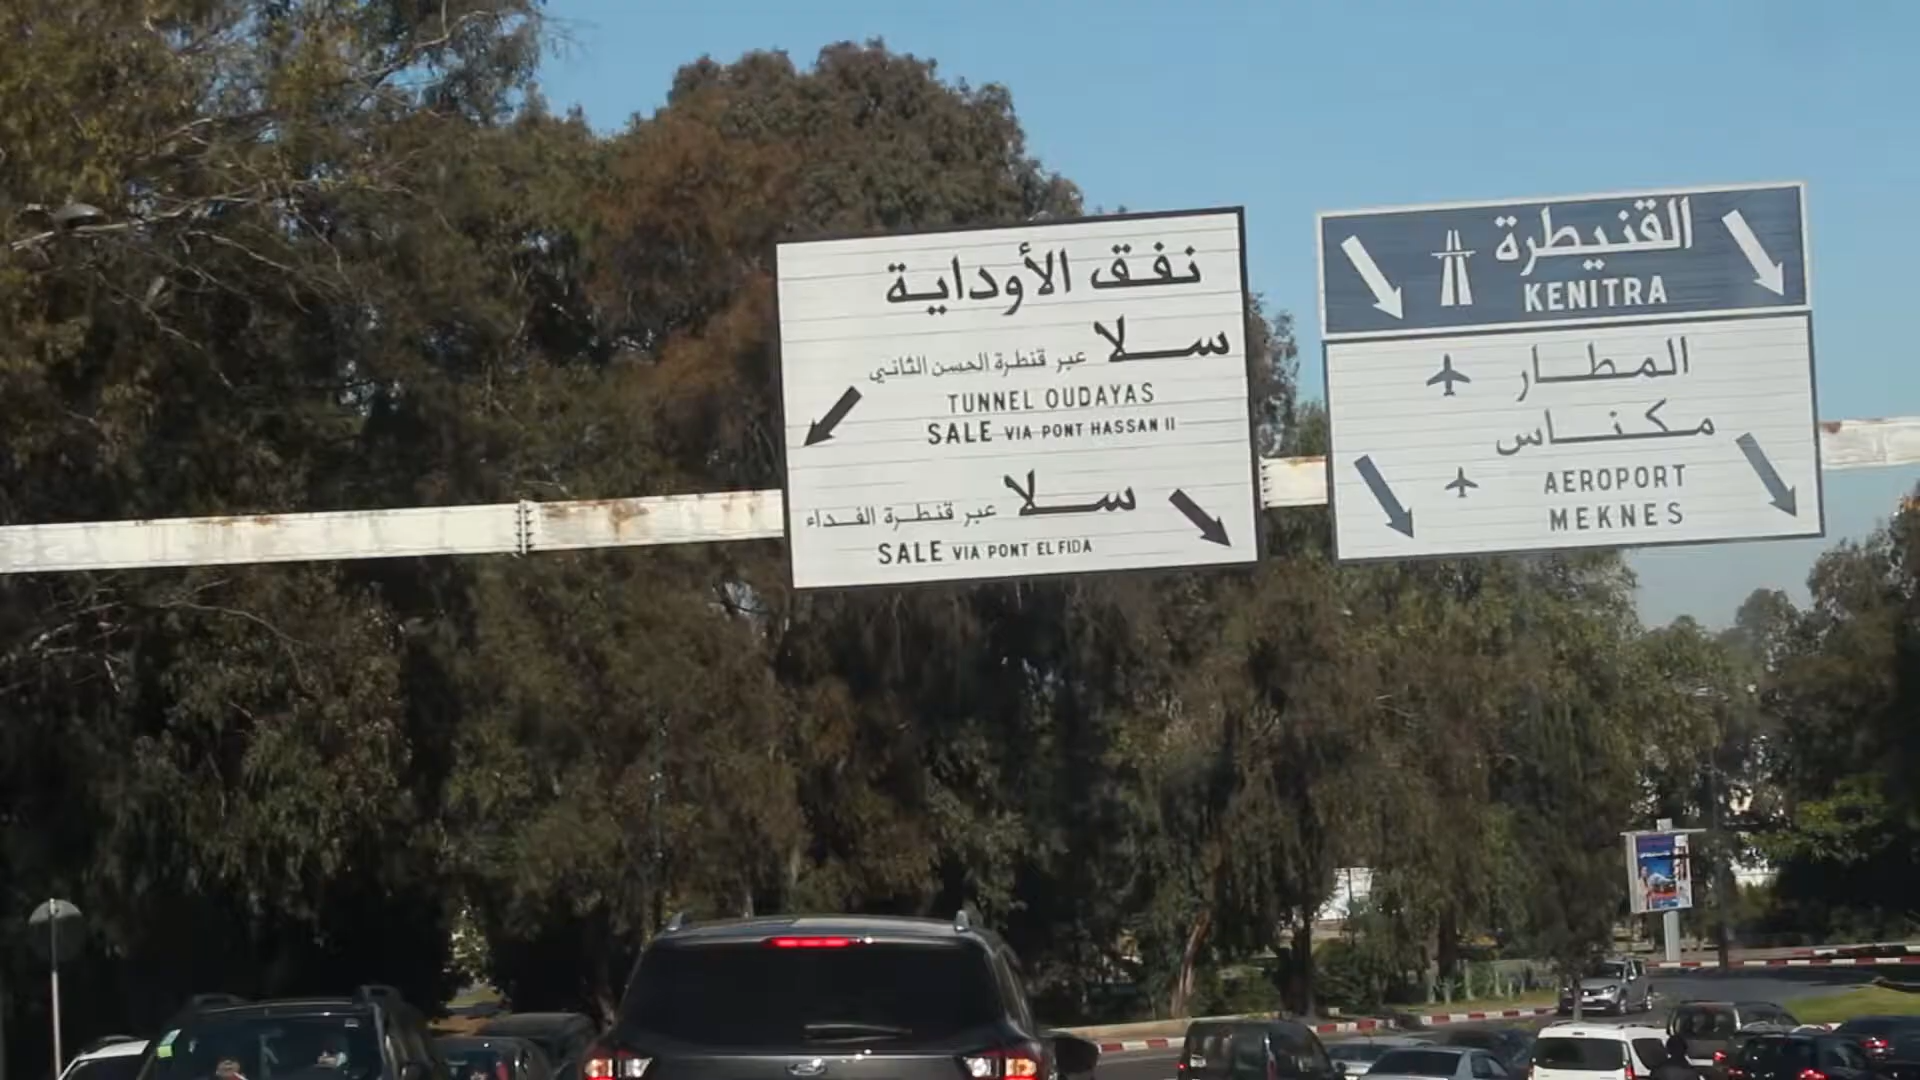 نفق الأوداية
سلا عبر قنطرة الحسن الثاني
TUNNEL OUDAYAS
SALE VIA PONT HASSAN II
سلا عبر قنطرة الفداء
SALE VIA PONT EL FIDA
القنيطرة
KENITRA
المطار
مكناس
AEROPORT
MEKNES